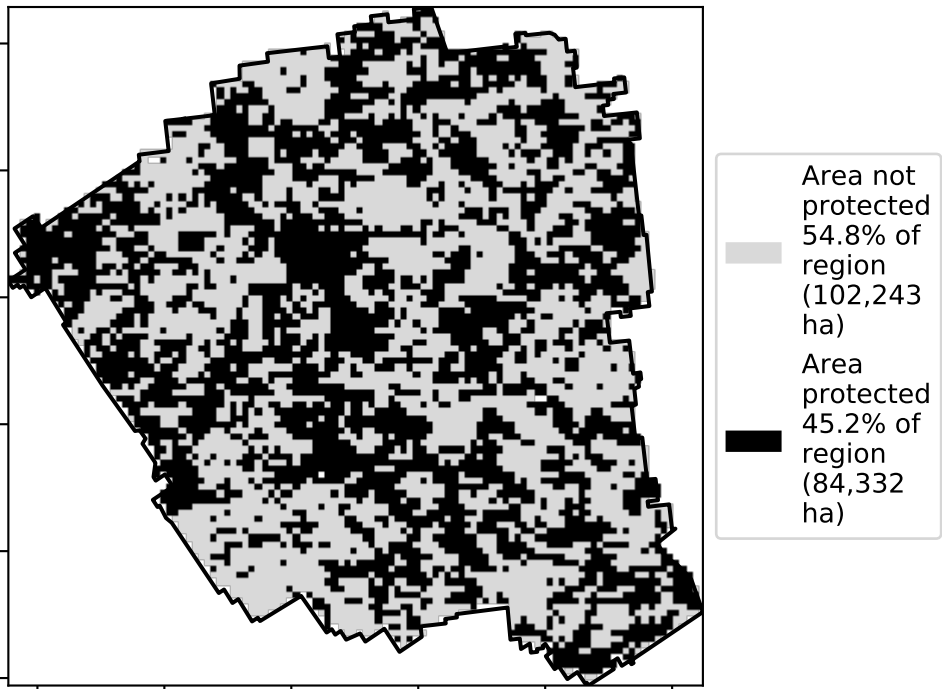 Area not
protected
54.8% of
region
(102,243
ha)
Area
protected
45.2% of
region
(84,332
ha)